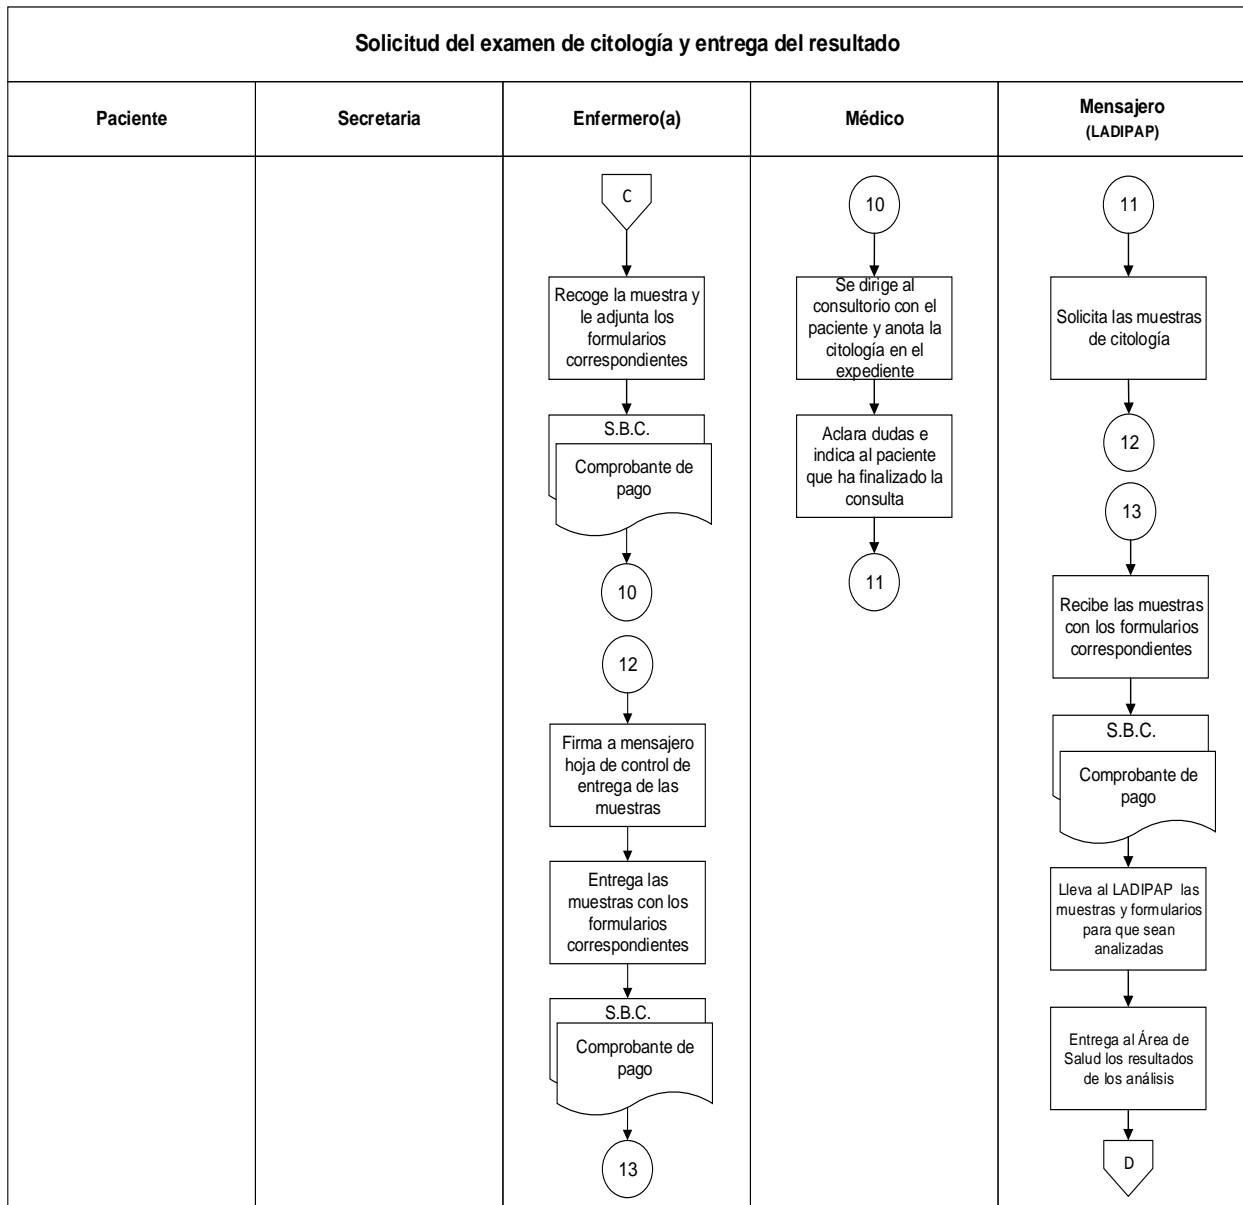 Solicitud del examen de citología y entrega del resultado
Paciente
Secretaria
Enfermero(a)
Médico
Mensajero
(LADIPAP)
C
Recoge la muestra y
le adjunta los
formularios
correspondientes
S.B.C.
Comprobante de
pago
10
12
Firma a mensajero
hoja de control de
entrega de las
muestras
Entrega las
muestras con los
formularios
correspondientes
S.B.C.
Comprobante de
pago
13
10
Se dirige al
consultorio con el
paciente y anota la
citología en el
expediente
Aclara dudas e
indica al paciente
que ha finalizado la
consulta
11
11
Solicita las muestras
de citología
12
13
Recibe las muestras
con los formularios
correspondientes
S.B.C.
Comprobante de
pago
Lleva al LADIPAP las
muestras y formularios
para que sean
analizadas
Entrega al Área de
Salud los resultados
de los análisis
D